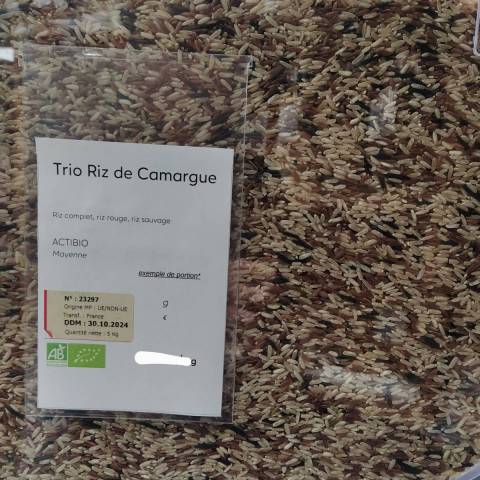 Trio Riz de Camargue
Riz complet, riz rouge, riz sauvage
ACTIBIO
Mayenne
exemple de portion*
g
€
N° : 23297
Origine MP : UE/NON-UE
Transf. : France
DDM : 30.10.2024
Quantité nette : 5 Kg
AB
g